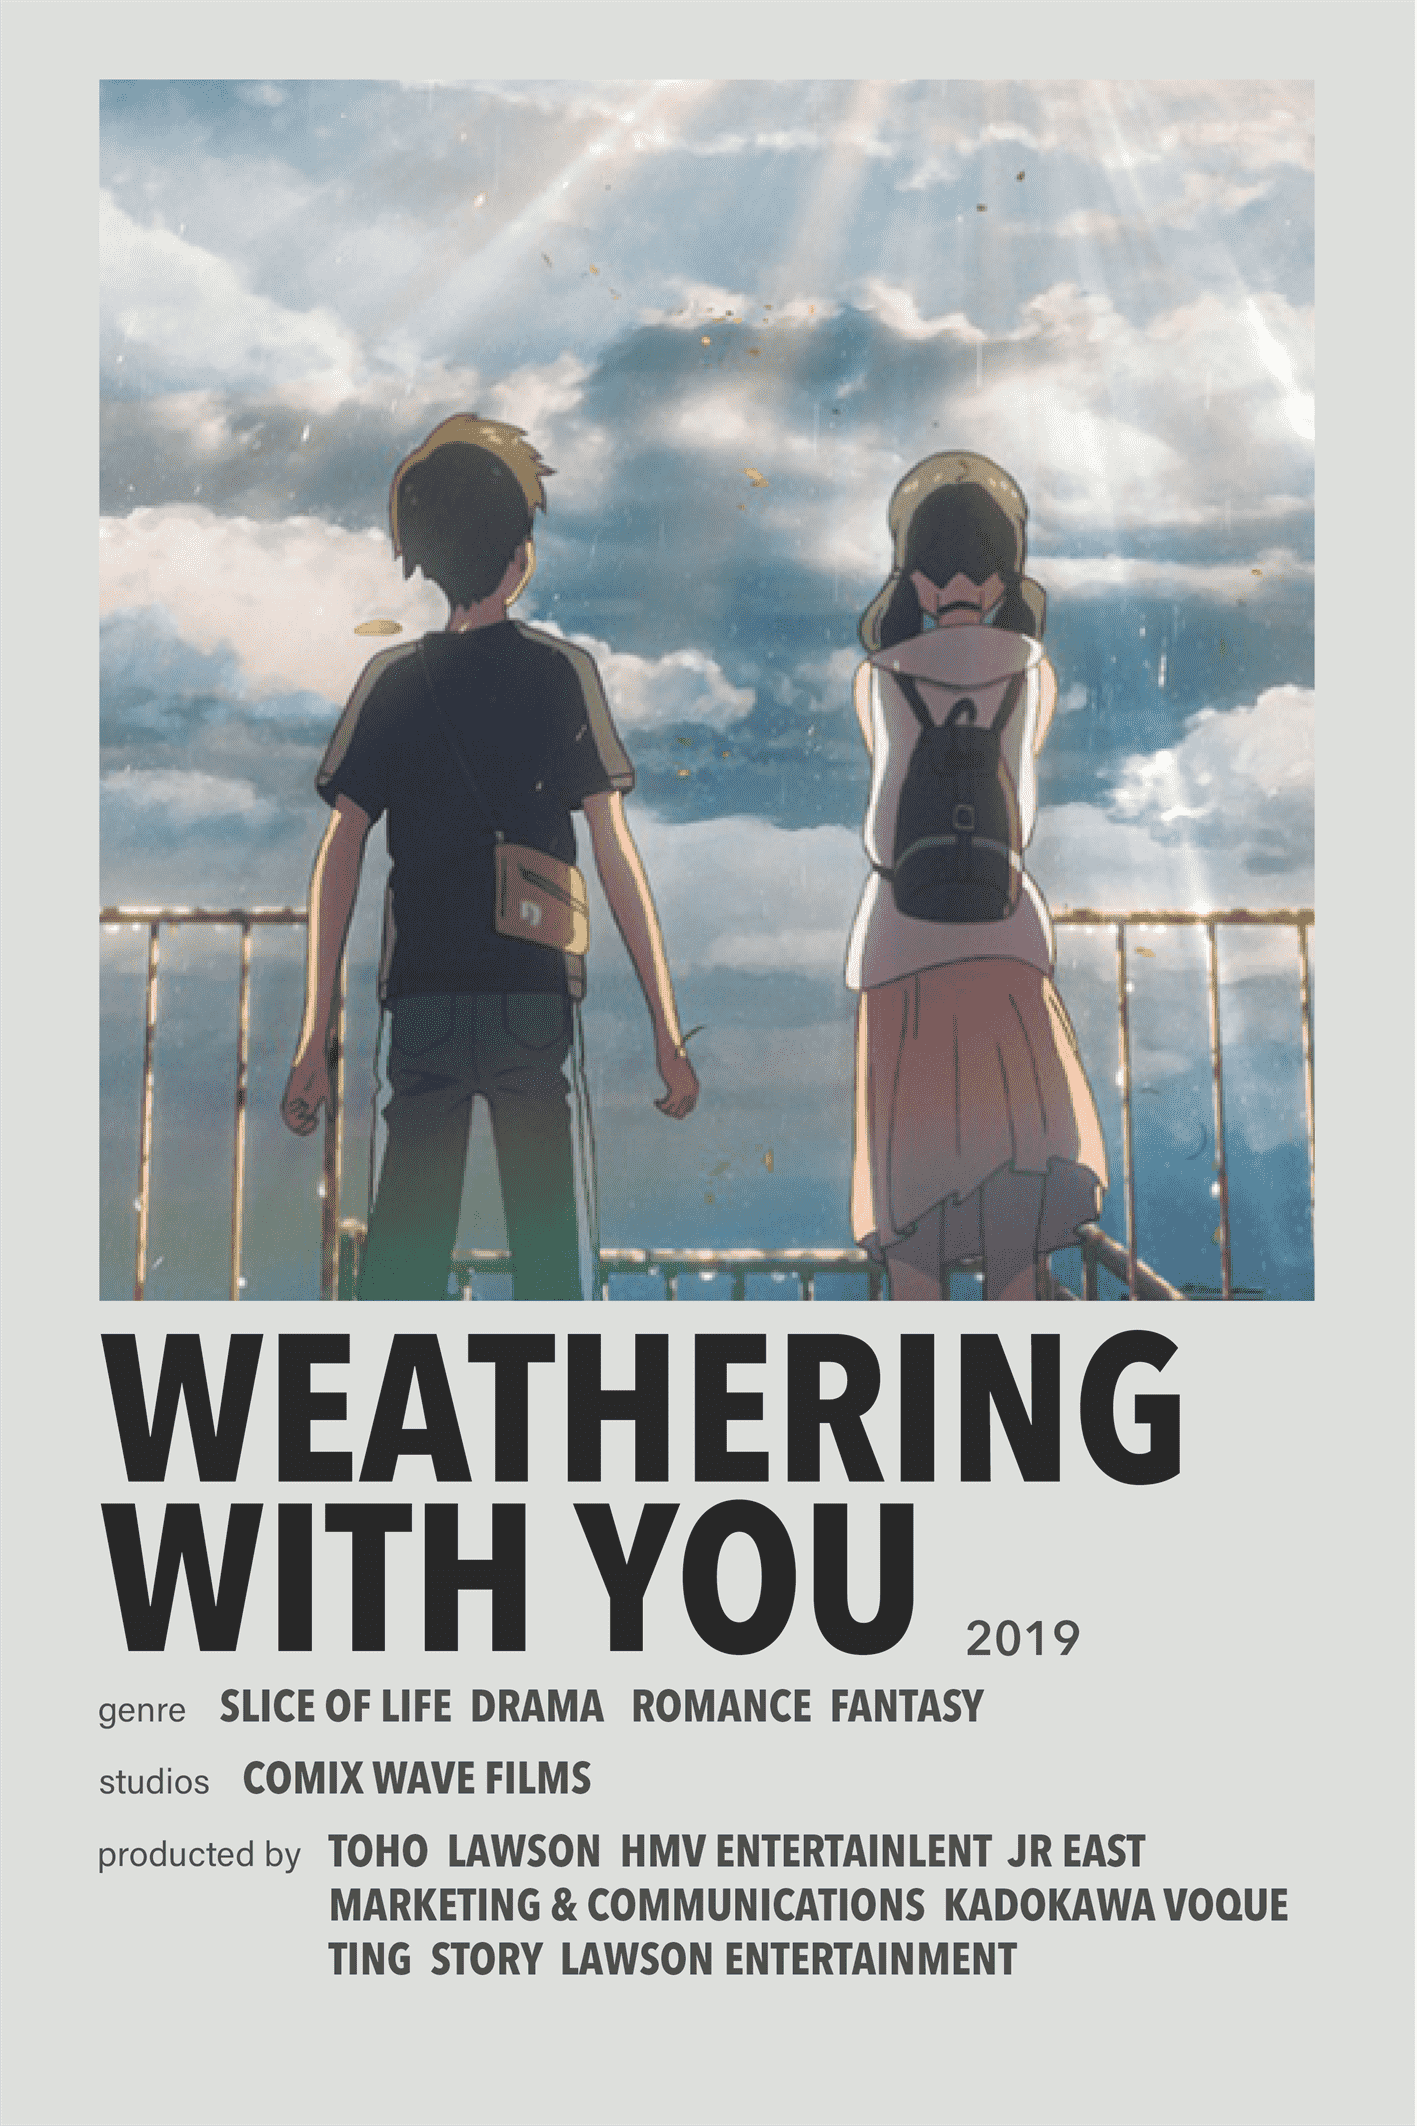 WEATHERING
WITH YOU 2019
genre SLICE OF LIFE DRAMA ROMANCE FANTASY
studios COMIX WAVE FILMS
producted by TOHO LAWSON HMV ENTERTAINLENT JR EAST
MARKETING & COMMUNICATIONS KADOKAWA VOQUE
TING STORY LAWSON ENTERTAINMENT